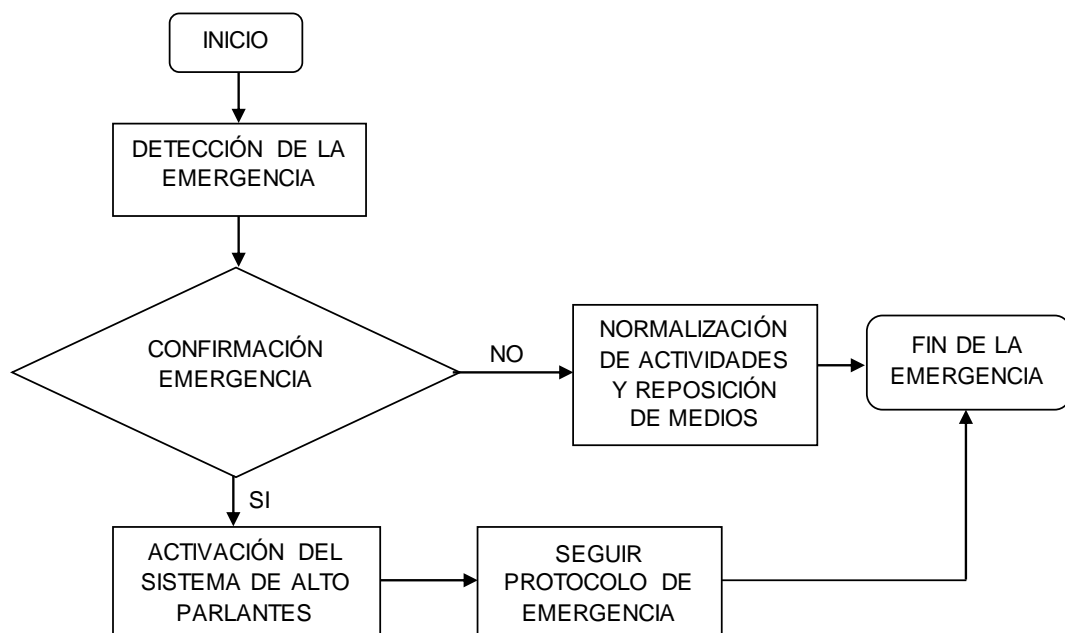 INICIO
DETECCIÓN DE LA
EMERGENCIA
CONFIRMACIÓN
EMERGENCIA
NO
NORMALIZACIÓN
DE ACTIVIDADES
Y REPOSICIÓN
DE MEDIOS
FIN DE LA
EMERGENCIA
SI
ACTIVACIÓN DEL
SISTEMA DE ALTO
PARLANTES
SEGUIR
PROTOCOLO DE
EMERGENCIA